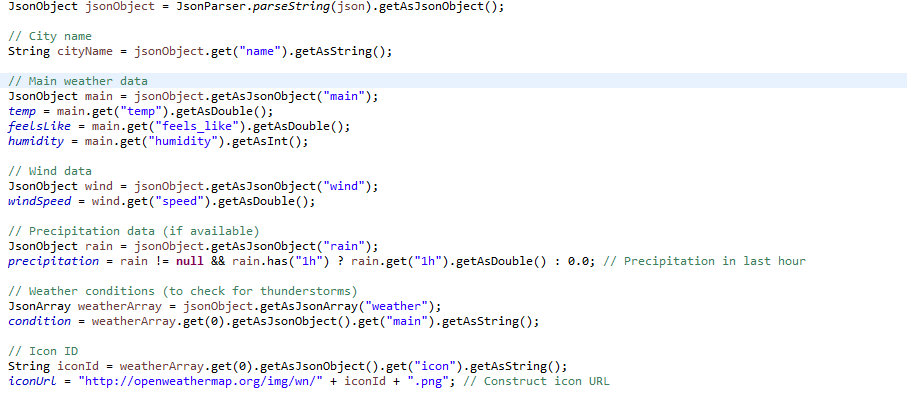 JsonObject jsonObject = JsonParser.parseString(json).getAsJsonObject();
// City name
String cityName = jsonObject.get("name").getAsString();
// Main weather data
JsonObject main = jsonObject.getAsJsonObject("main");
temp = main.get("temp").getAsDouble();
feelsLike = main.get("feels_like").getAsDouble();
humidity = main.get("humidity").getAsInt();
// Wind data
JsonObject wind = jsonObject.getAsJsonObject("wind");
windSpeed = wind.get("speed").getAsDouble();
// Precipitation data (if available)
JsonObject rain = jsonObject.getAsJsonObject("rain");
precipitation = rain != null && rain.has("1h") ? rain.get("1h").getAsDouble() : 0.0; // Precipitation in last hour
// Weather conditions (to check for thunderstorms)
JsonArray weatherArray = jsonObject.getAsJsonArray("weather");
condition = weatherArray.get(0).getAsJsonObject().get("main").getAsString();
// Icon ID
String iconId = weatherArray.get(0).getAsJsonObject().get("icon").getAsString();
iconUrl = "http://openweathermap.org/img/wn/" + iconId + ".png"; // Construct icon URL